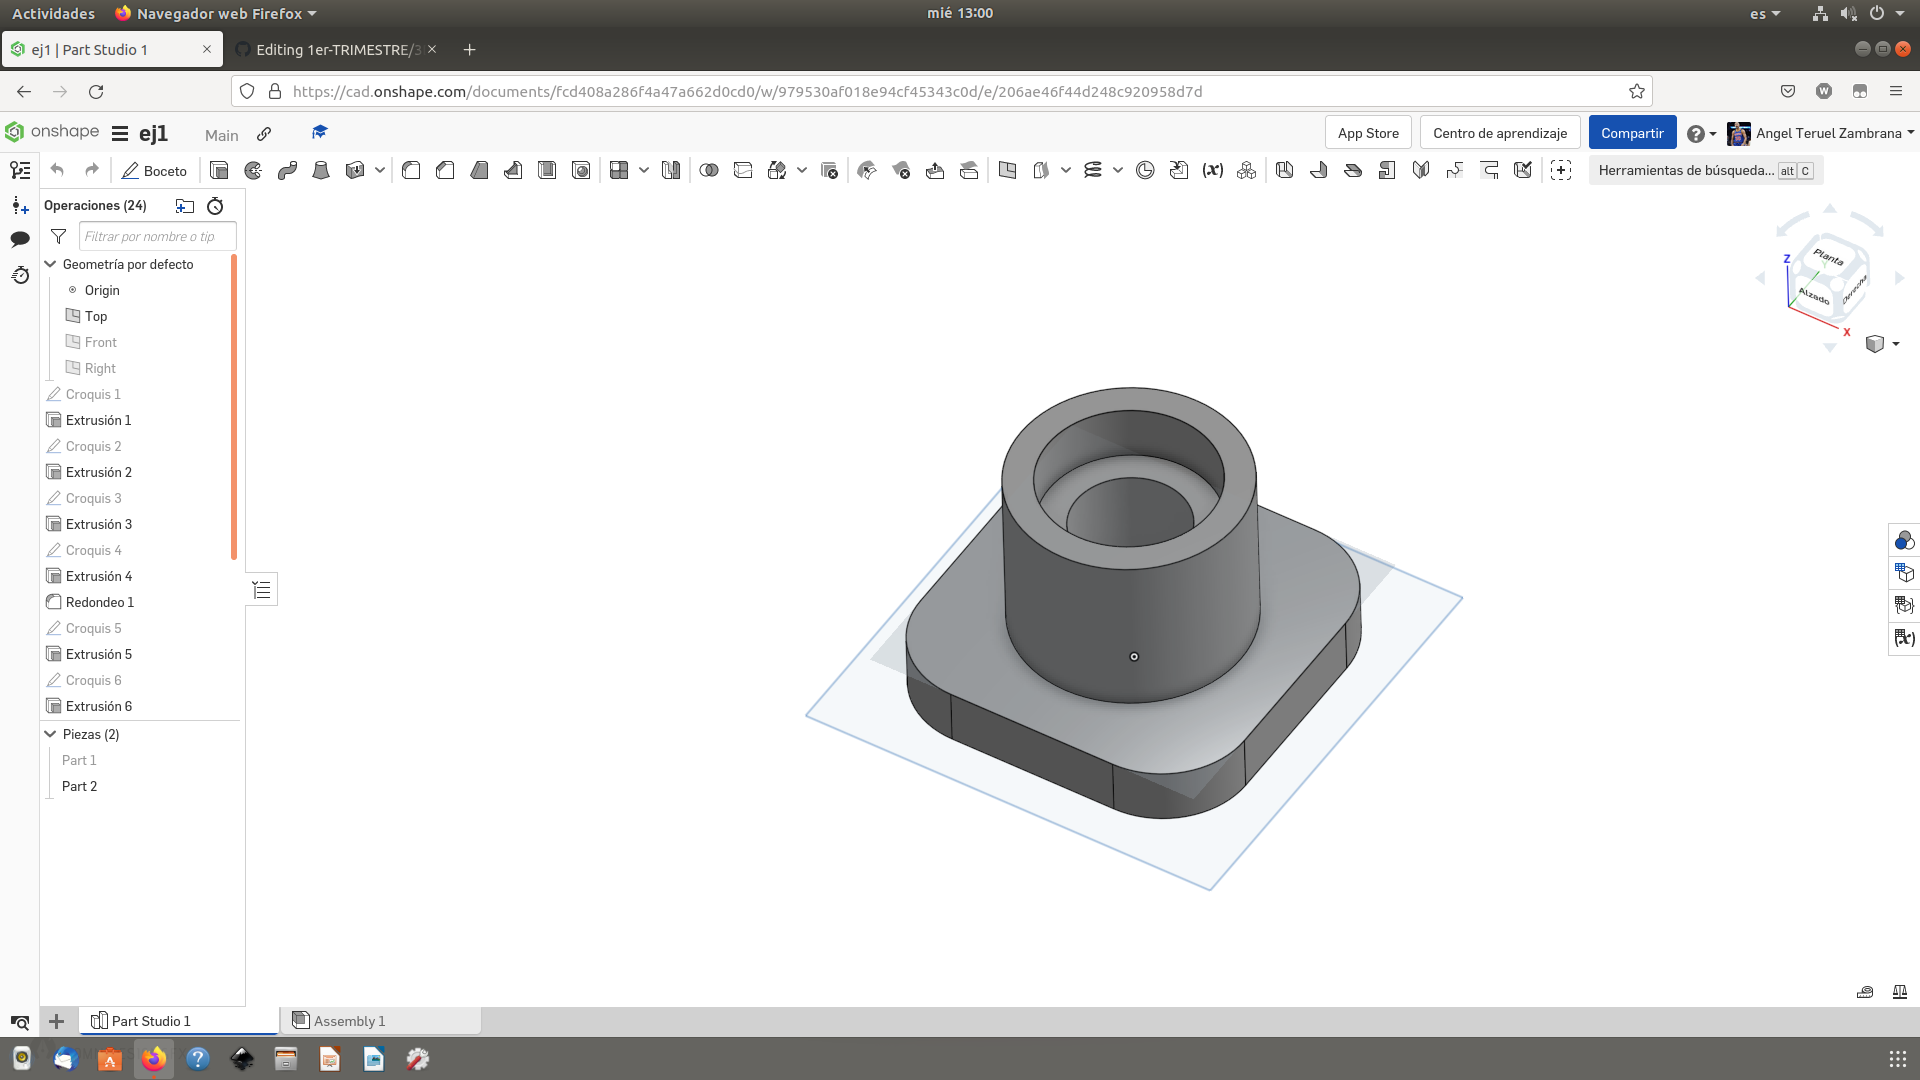 Actividades
Navegador web Firefox
mié 13:00
es
ej1 | Part Studio 1
Editing 1er-TRIMESTRE/3
https://cad.onshape.com/documents/fcd408a286f4a47a662d0cd0/w/979530af018e94cf45343c0d/e/206ae46f44d248c920958d7d
onshape
ej1
Main
App Store
Centro de aprendizaje
Compartir
Angel Teruel Zambrana
Boceto
(x)
Herramientas de búsqueda... alt C
Operaciones (24)
Filtrar por nombre o tip
Geometría por defecto
Origin
Top
Front
Right
Croquis 1
Extrusión 1
Croquis 2
Extrusión 2
Croquis 3
Extrusión 3
Croquis 4
Extrusión 4
Redondeo 1
Croquis 5
Extrusión 5
Croquis 6
Extrusión 6
Piezas (2)
Part 1
Part 2
Z
Planta
Alzado
Derecha
X
Part Studio 1
Assembly 1